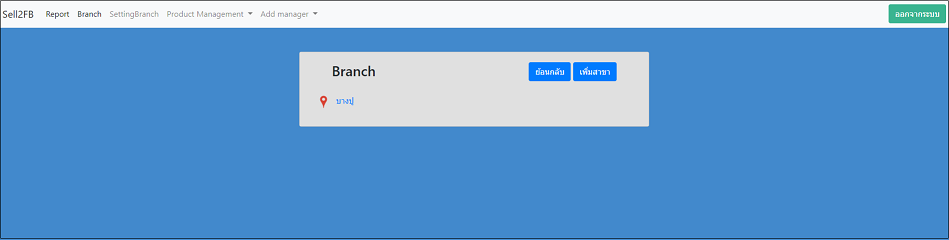 Sell2FB Report Branch SettingBranch Product Management Add manager ออกจากระบบ
Branch ย้อนกลับ เพิ่มสาขา
บางปู